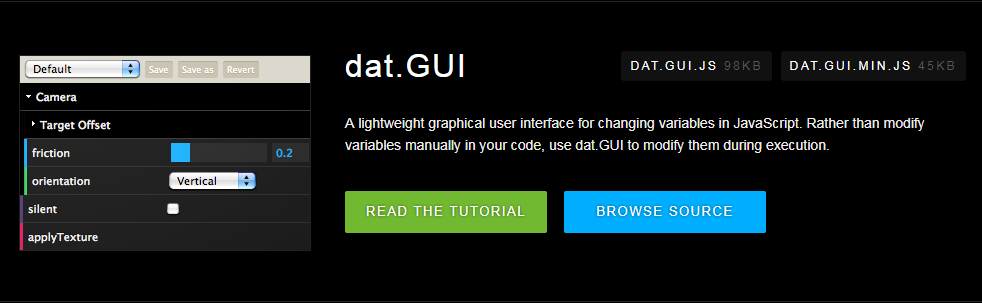 Default Save Save as Revert
Camera
Target Offset
friction 0.2
orientation Vertical
silent
applyTexture
dat.GUI
DAT.GUI.JS 98KB DAT.GUI.MIN.JS 45KB
A lightweight graphical user interface for changing variables in JavaScript. Rather than modify
variables manually in your code, use dat.GUI to modify them during execution.
READ THE TUTORIAL BROWSE SOURCE